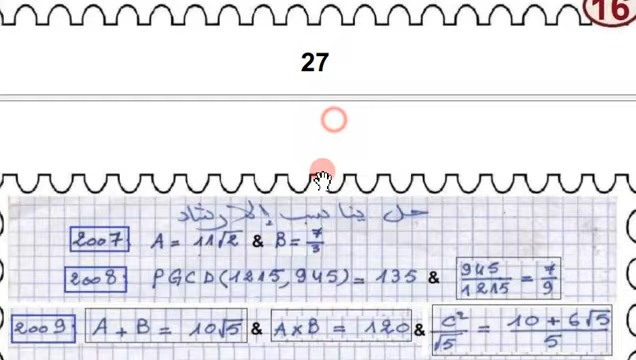 16
27
حل يناسب الإرشاد
2007 A = 11√2 & B = 7/3
2008 PGCD(1215, 945) = 135 & 945/1215 = 7/9
2009 A + B = 10√5 & A×B = 120 & C²/√5 = (10 + 6√5)/5